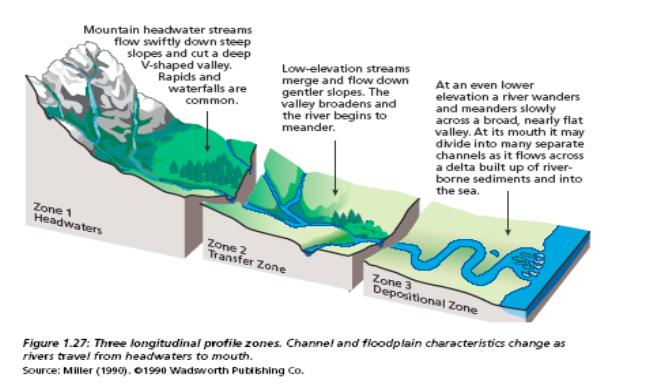 Mountain headwater streams
flow swiftly down steep
slopes and cut a deep
V-shaped valley.
Rapids and
waterfalls are
common.
Low-elevation streams
merge and flow down
gentler slopes. The
valley broadens and
the river begins to
meander.
At an even lower
elevation a river wanders
and meanders slowly
across a broad, nearly flat
valley. At its mouth it may
divide into many separate
channels as it flows across
a delta built up of river-
borne sediments and into
the sea.
Zone 1
Headwaters
Zone 2
Transfer Zone
Zone 3
Depositional Zone
Figure 1.27: Three longitudinal profile zones. Channel and floodplain characteristics change as
rivers travel from headwaters to mouth.
Source: Miller (1990). ©1990 Wadsworth Publishing Co.